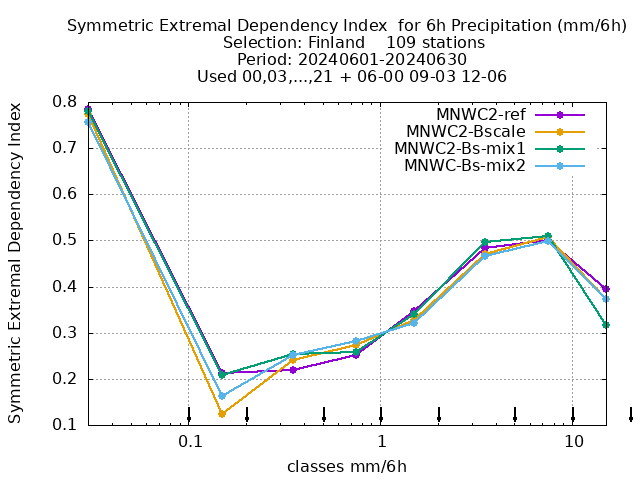 Symmetric Extremal Dependency Index  for 6h Precipitation (mm/6h)
Selection: Finland    109 stations
Period: 20240601-20240630
Used 00,03,...,21 + 06-00 09-03 12-06
Symmetric Extremal Dependency Index
0.8
0.7
0.6
0.5
0.4
0.3
0.2
0.1
MNWC2-ref
MNWC2-Bscale
MNWC2-Bs-mix1
MNWC-Bs-mix2
0.1
1
10
classes mm/6h